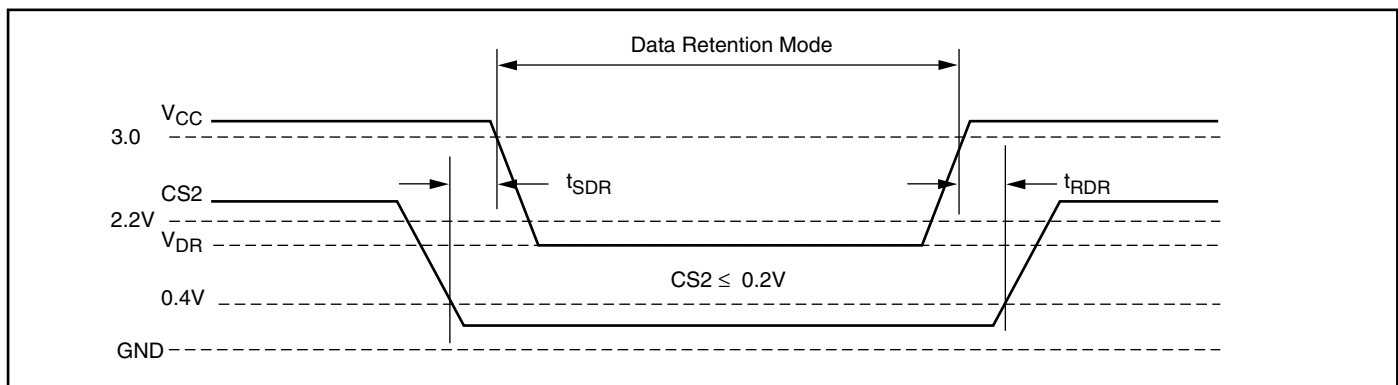 Data Retention Mode
VCC
3.0
tSDR
tRDR
CS2
2.2V
VDR
CS2 ≤ 0.2V
0.4V
GND